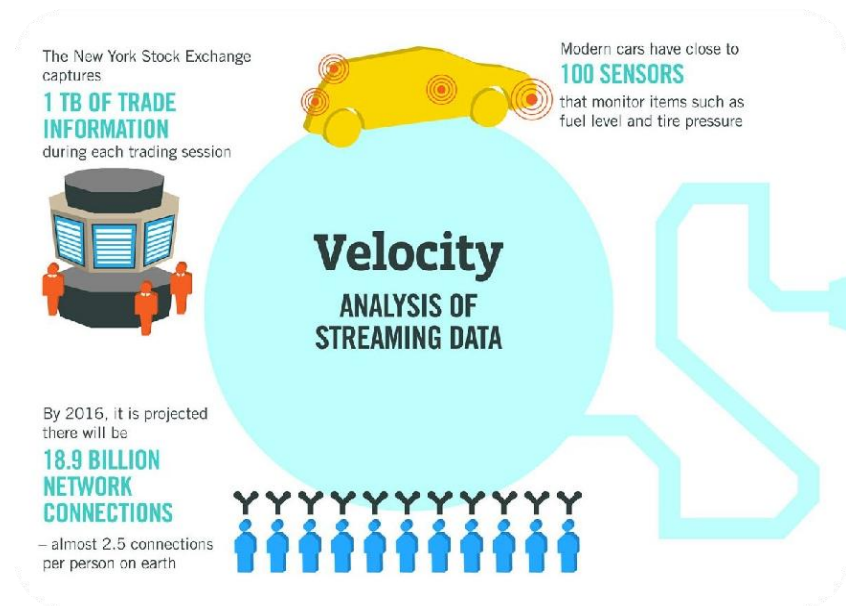 The New York Stock Exchange
captures
1 TB OF TRADE
INFORMATION
during each trading session
Modern cars have close to
100 SENSORS
that monitor items such as
fuel level and tire pressure
Velocity
ANALYSIS OF
STREAMING DATA
By 2016, it is projected
there will be
18.9 BILLION
NETWORK
CONNECTIONS
– almost 2.5 connections
per person on earth